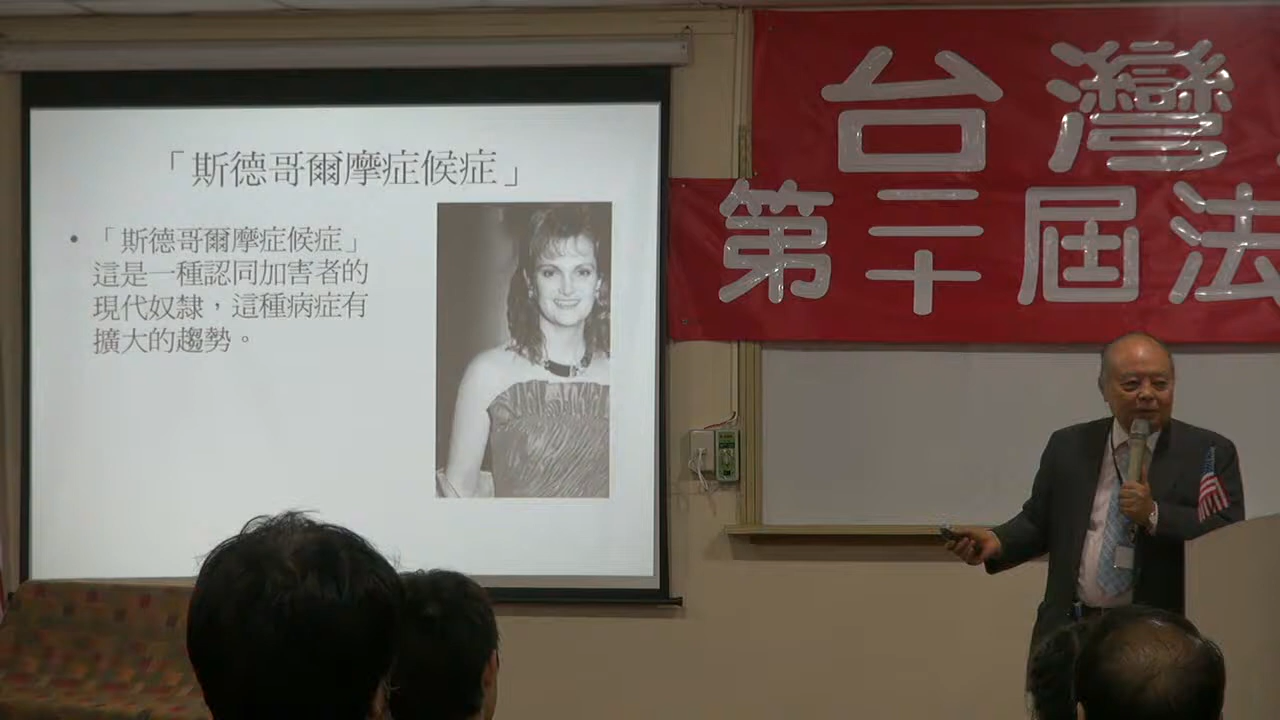 「斯德哥爾摩症候症」
• 「斯德哥爾摩症候症」
這是一種認同加害者的
現代奴隸，這種病症有
擴大的趨勢。
台灣
第二十屆法